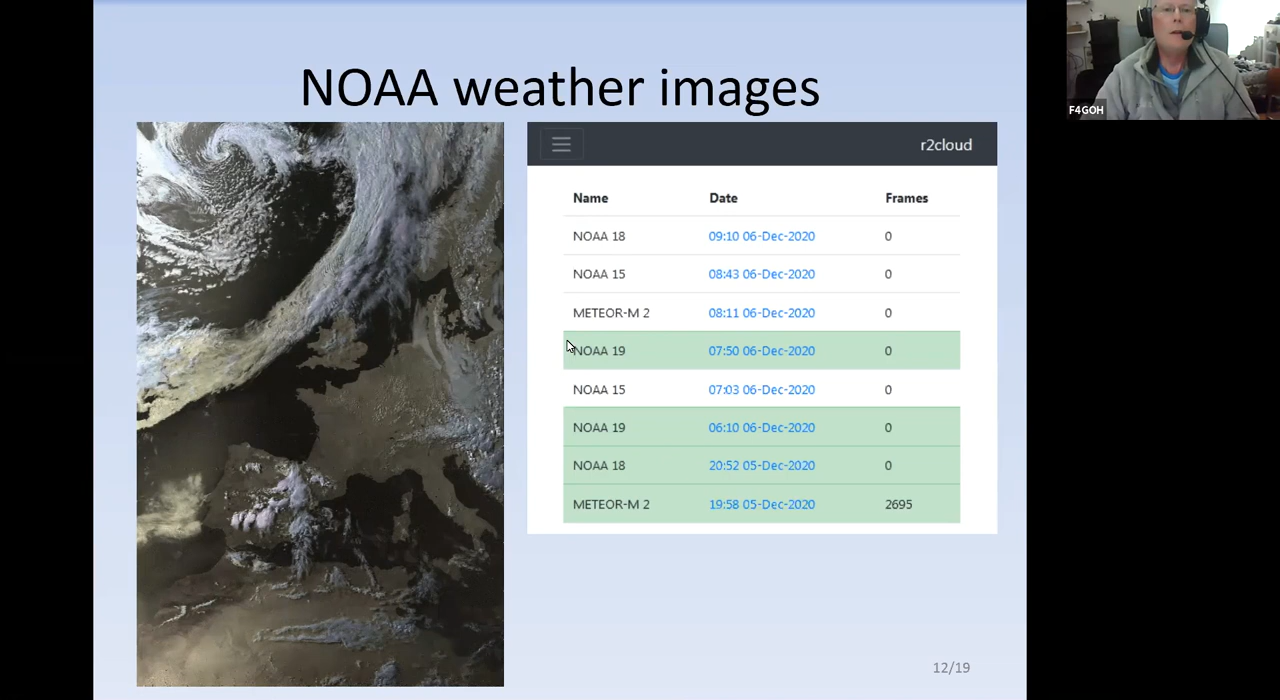 NOAA weather images
r2cloud
Name Date Frames
NOAA 18 09:10 06-Dec-2020 0
NOAA 15 08:43 06-Dec-2020 0
METEOR-M 2 08:11 06-Dec-2020 0
NOAA 19 07:50 06-Dec-2020 0
NOAA 15 07:03 06-Dec-2020 0
NOAA 19 06:10 06-Dec-2020 0
NOAA 18 20:52 05-Dec-2020 0
METEOR-M 2 19:58 05-Dec-2020 2695
12/19
F4GOH